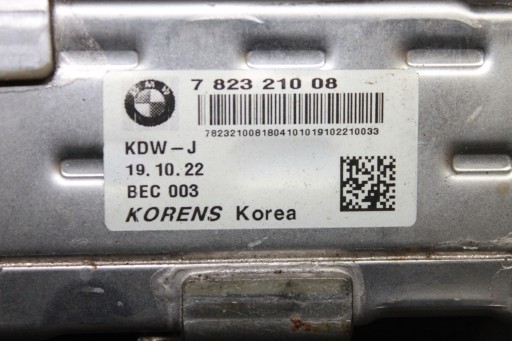 BMW
7 823 210 08
7823210081804101019102210033
KDW-J
19.10.22
BEC 003
KORENS Korea